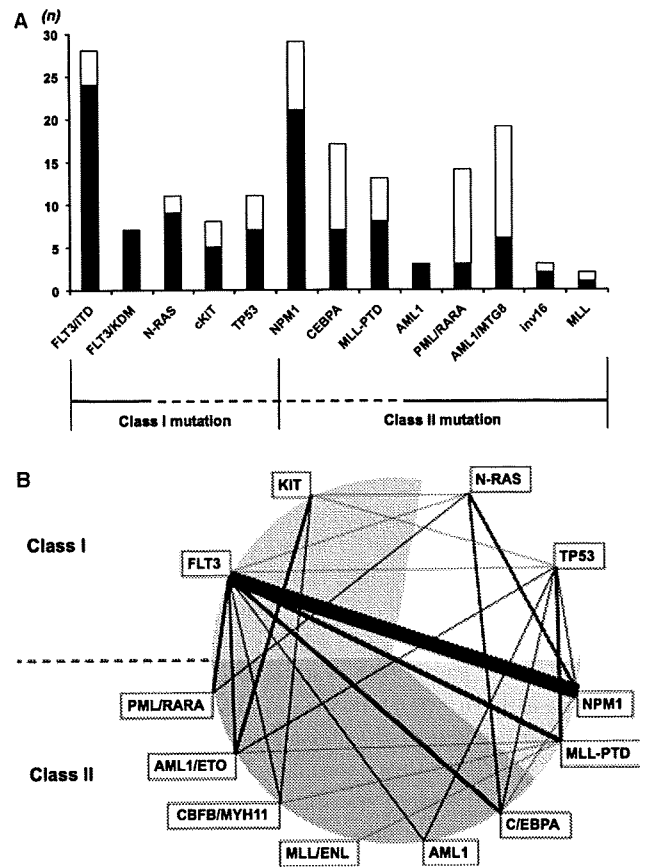 A
(n)
30
25
20
15
10
5
0
FLT3/ITD
FLT3/KDM
N-RAS
cKIT
TP53
NPM1
CEBPA
MLL-PTD
AML1
PML/RARA
AML1/MTG8
inv16
MLL
Class I mutation
Class II mutation
B
KIT
N-RAS
Class I
FLT3
TP53
PML/RARA
NPM1
AML1/ETO
MLL-PTD
Class II
CBFB/MYH11
C/EBPA
MLL/ENL
AML1